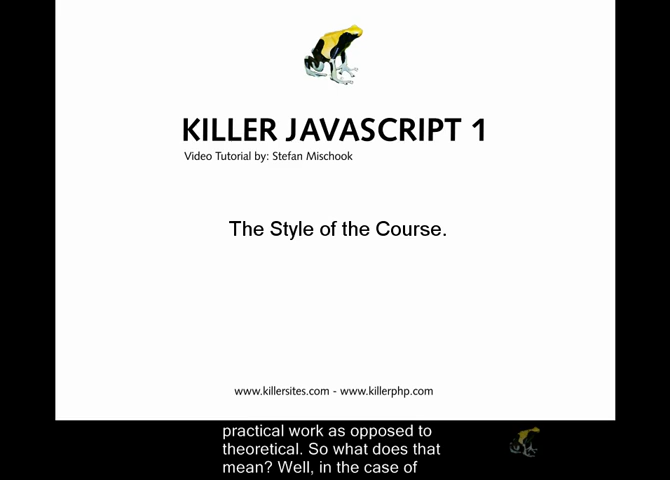 KILLER JAVASCRIPT 1
Video Tutorial by: Stefan Mischook
The Style of the Course.
www.killersites.com - www.killerphp.com
practical work as opposed to
theoretical. So what does that
mean? Well, in the case of